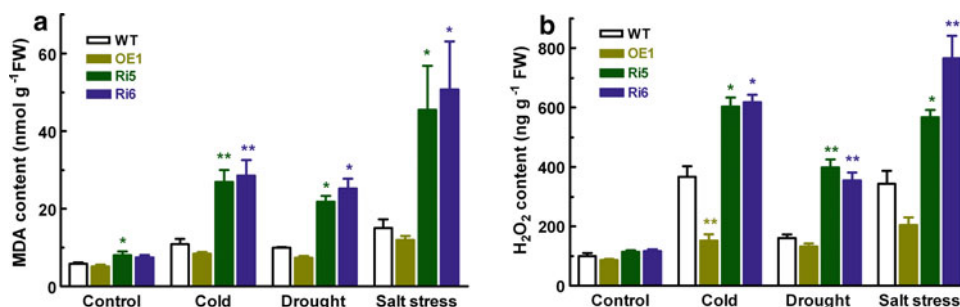 a
MDA content (nmol g⁻¹FW)
60
40
20
0
WT
OE1
Ri5
Ri6
*
**
**
*
*
*
*
Control
Cold
Drought
Salt stress
b
H₂O₂ content (ng g⁻¹ FW)
800
600
400
200
0
WT
OE1
Ri5
Ri6
**
*
*
**
**
*
**
Control
Cold
Drought
Salt stress